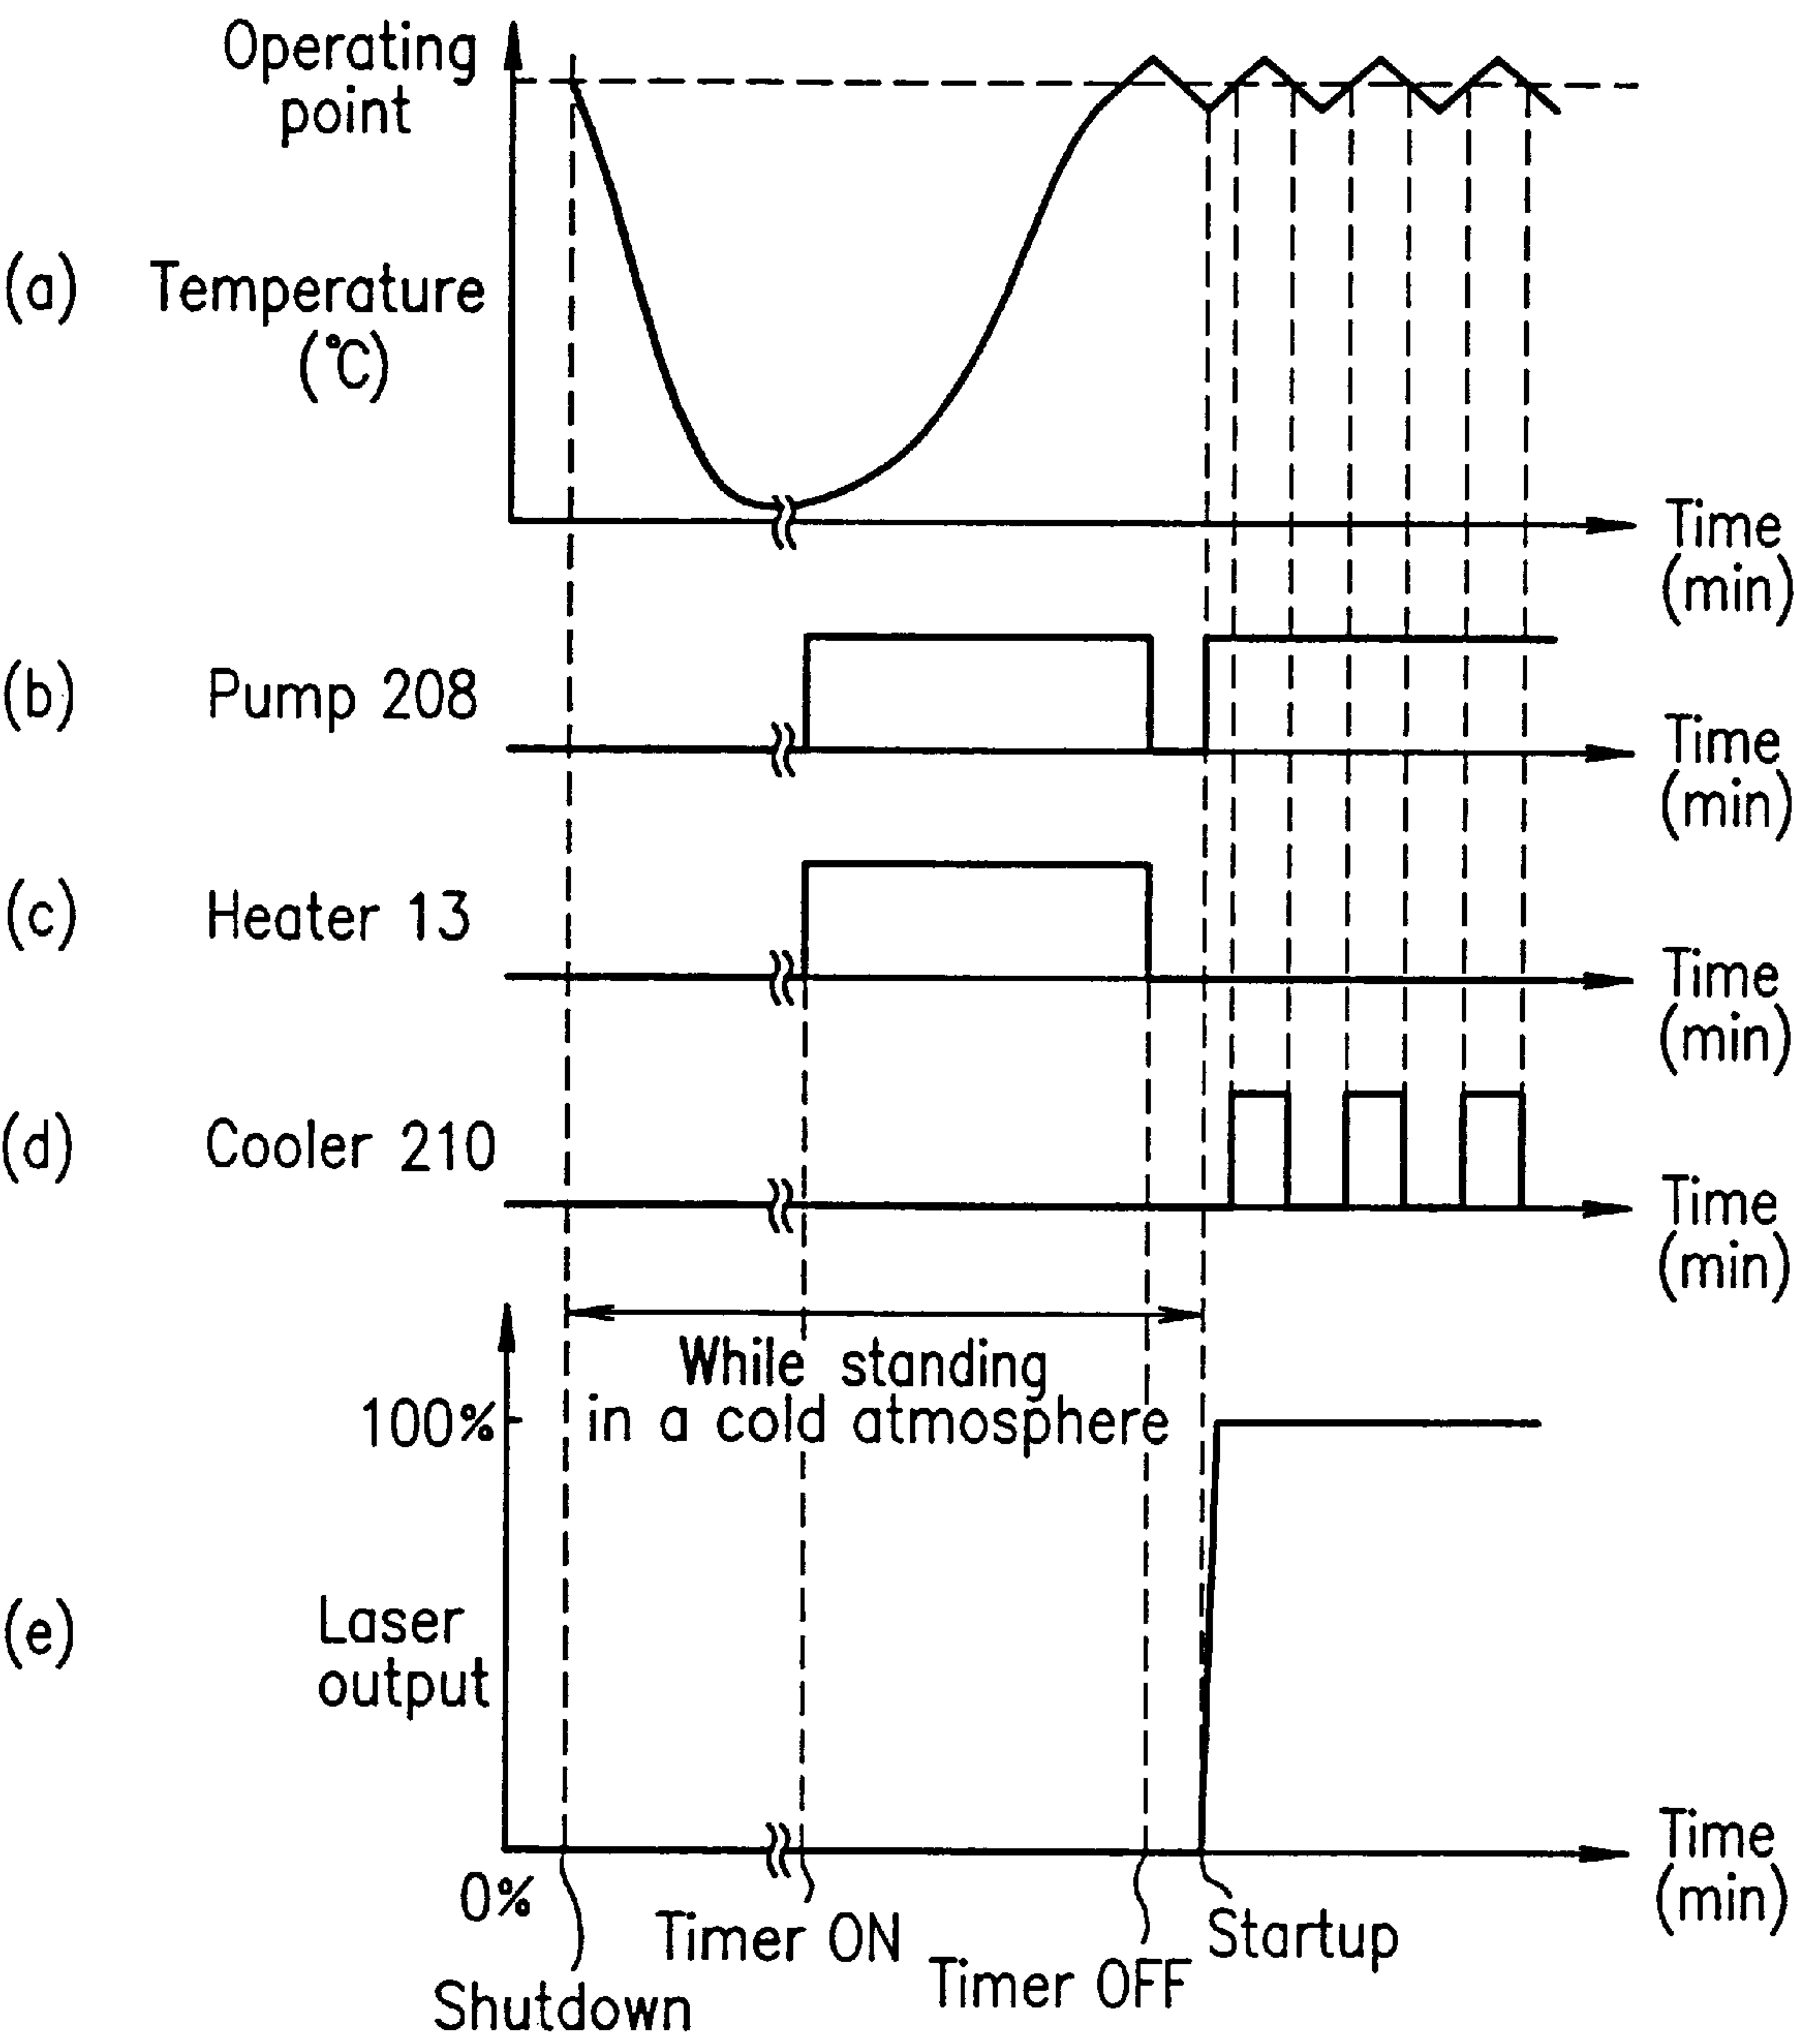 Operating
point
(a) Temperature
(°C)
Time
(min)
(b) Pump 208
Time
(min)
(c) Heater 13
Time
(min)
(d) Cooler 210
Time
(min)
While standing
in a cold atmosphere
100%
(e) Laser
output
Time
(min)
0%
Timer ON
Startup
Timer OFF
Shutdown